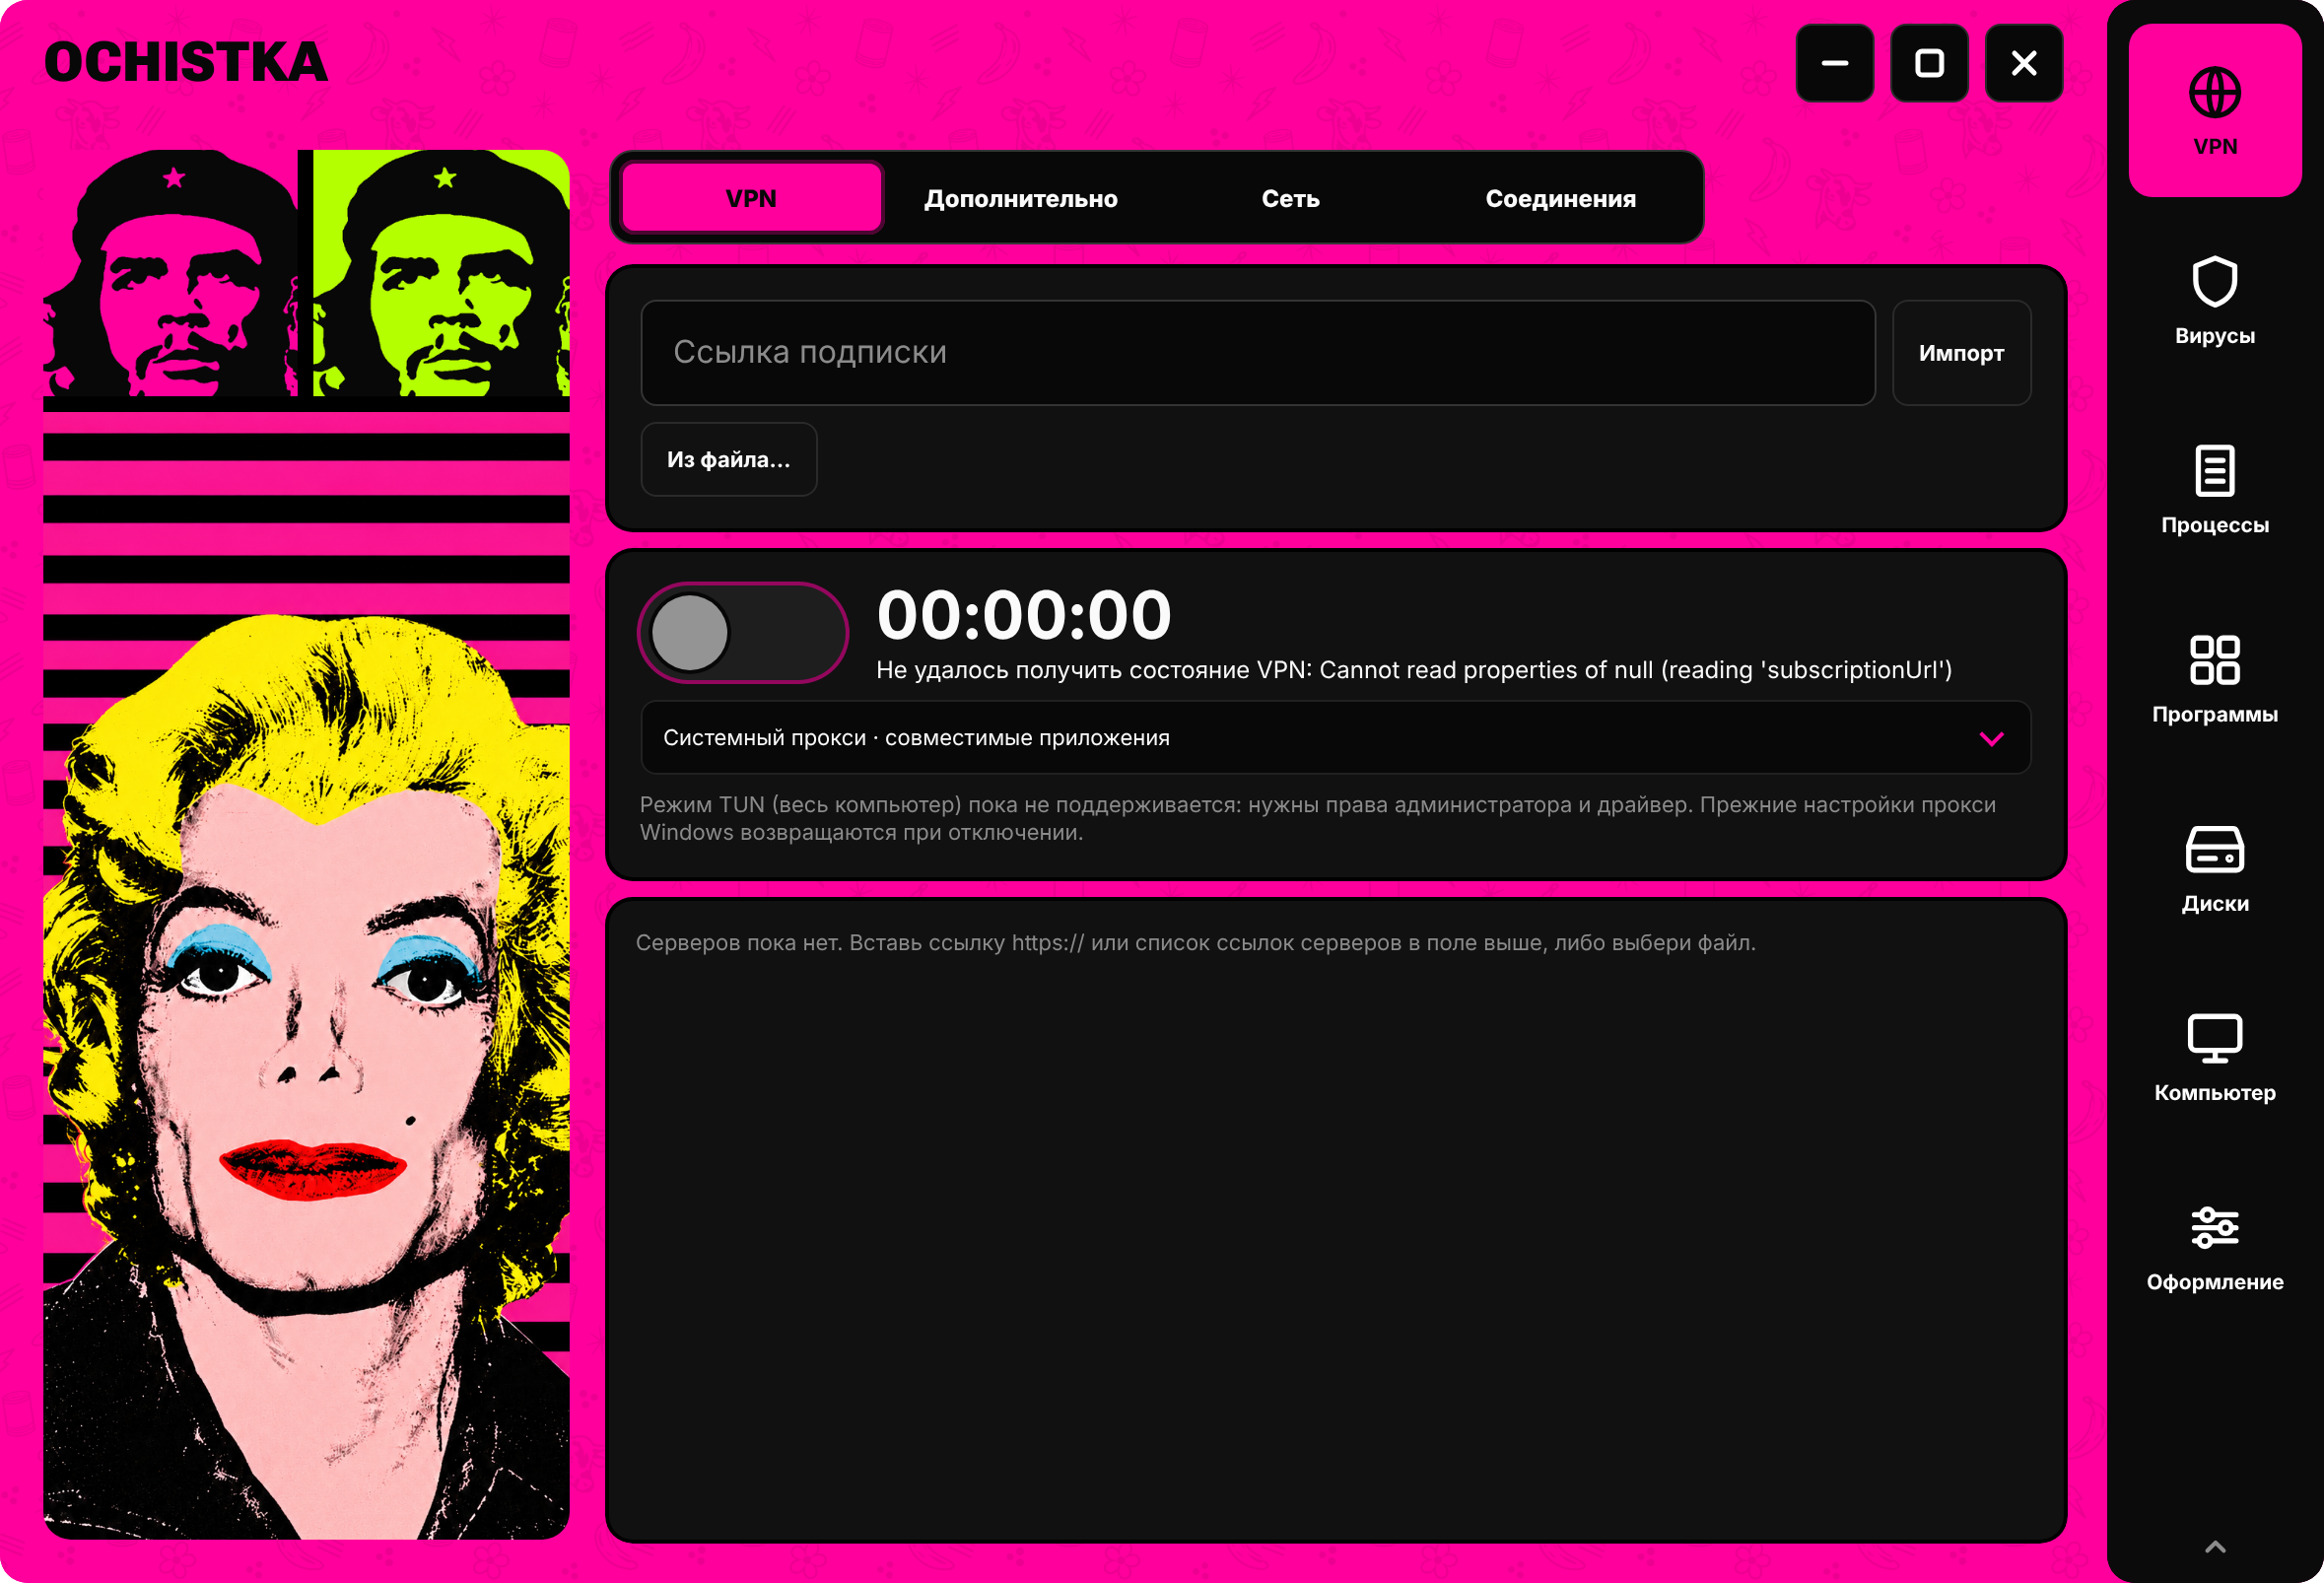 OCHISTKA
VPN
Дополнительно
Сеть
Соединения
Ссылка подписки
Импорт
Из файла...
00:00:00
Не удалось получить состояние VPN: Cannot read properties of null (reading 'subscriptionUrl')
Системный прокси · совместимые приложения
Режим TUN (весь компьютер) пока не поддерживается: нужны права администратора и драйвер. Прежние настройки прокси
Windows возвращаются при отключении.
Серверов пока нет. Вставь ссылку https:// или список ссылок серверов в поле выше, либо выбери файл.
VPN
Вирусы
Процессы
Программы
Диски
Компьютер
Оформление